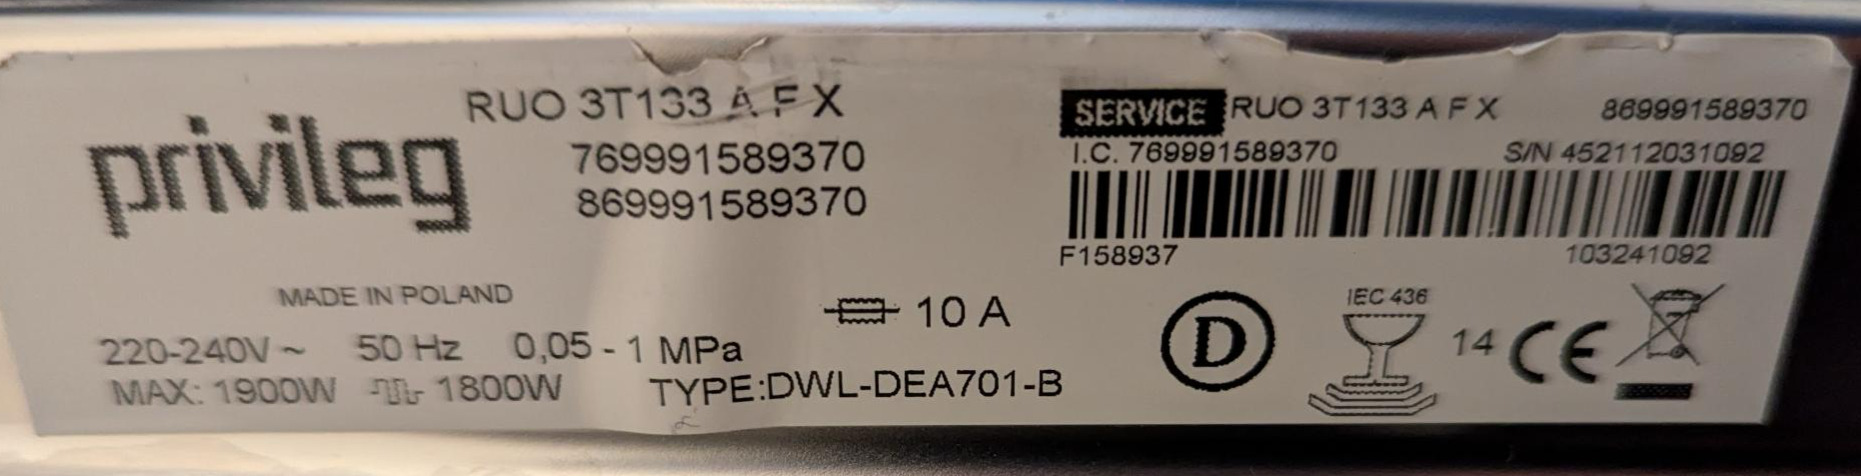 privileg
RUO 3T133 A F X
769991589370
869991589370
MADE IN POLAND
220-240V ~ 50 Hz 0,05 - 1 MPa
MAX: 1900W 1800W
10 A
TYPE:DWL-DEA701-B
SERVICE RUO 3T133 A F X 869991589370
I.C. 769991589370 S/N 452112031092
F158937 103241092
D
IEC 436
14 CE